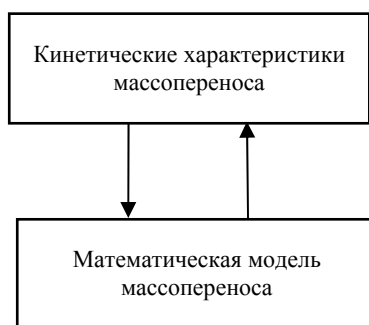 Кинетические характеристики
массопереноса
Математическая модель
массопереноса